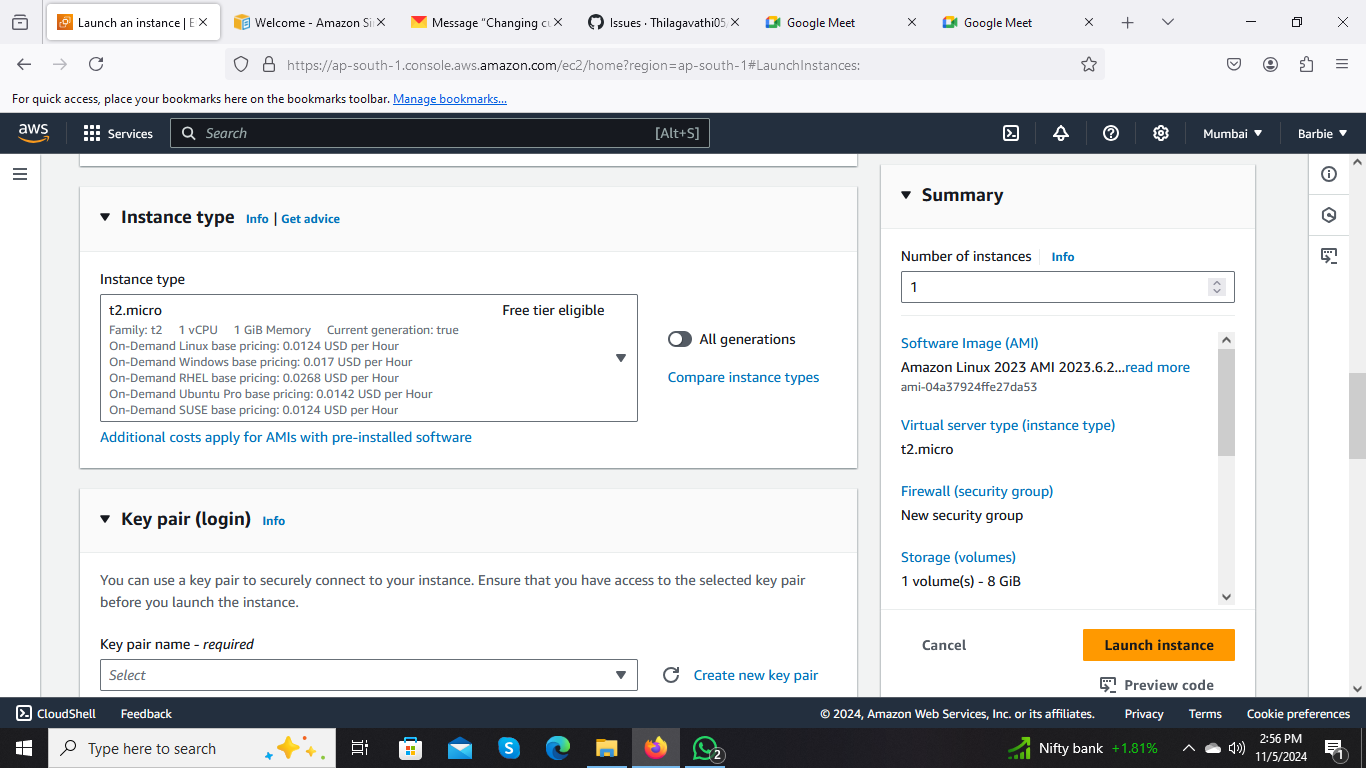 Launch an instance | E
Welcome - Amazon Si
Message “Changing cu
Issues · Thilagavathi05
Google Meet
Google Meet
https://ap-south-1.console.aws.amazon.com/ec2/home?region=ap-south-1#LaunchInstances:
For quick access, place your bookmarks here on the bookmarks toolbar. Manage bookmarks...
aws
Services
Search
[Alt+S]
Mumbai
Barbie
Instance type Info | Get advice
Instance type
t2.micro Free tier eligible
Family: t2 1 vCPU 1 GiB Memory Current generation: true
On-Demand Linux base pricing: 0.0124 USD per Hour
On-Demand Windows base pricing: 0.017 USD per Hour
On-Demand RHEL base pricing: 0.0268 USD per Hour
On-Demand Ubuntu Pro base pricing: 0.0142 USD per Hour
On-Demand SUSE base pricing: 0.0124 USD per Hour
All generations
Compare instance types
Additional costs apply for AMIs with pre-installed software
Key pair (login) Info
You can use a key pair to securely connect to your instance. Ensure that you have access to the selected key pair
before you launch the instance.
Key pair name - required
Select
Create new key pair
Summary
Number of instances Info
1
Software Image (AMI)
Amazon Linux 2023 AMI 2023.6.2...read more
ami-04a37924ffe27da53
Virtual server type (instance type)
t2.micro
Firewall (security group)
New security group
Storage (volumes)
1 volume(s) - 8 GiB
Cancel
Launch instance
Preview code
CloudShell
Feedback
© 2024, Amazon Web Services, Inc. or its affiliates.
Privacy
Terms
Cookie preferences
Type here to search
2
Nifty bank +1.81%
2:56 PM
11/5/2024
1